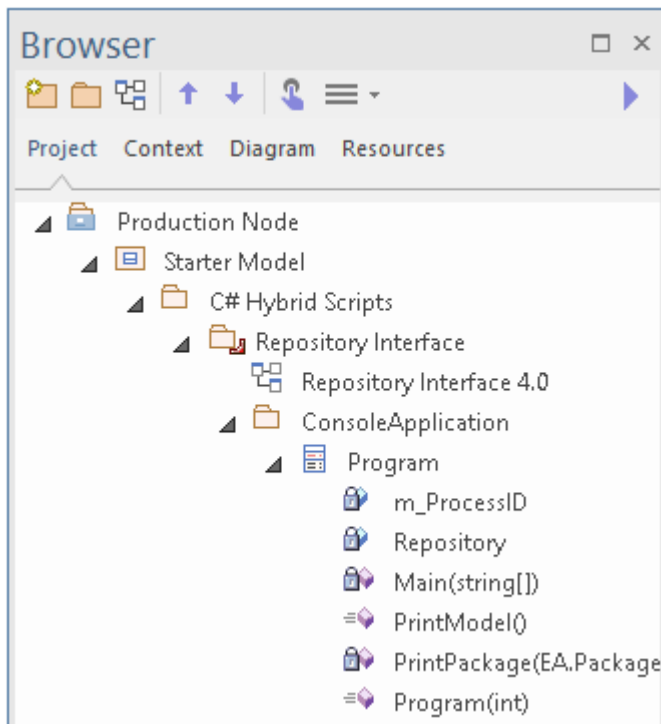 Browser
Project Context Diagram Resources
Production Node
Starter Model
C# Hybrid Scripts
Repository Interface
Repository Interface 4.0
ConsoleApplication
Program
m_ProcessID
Repository
Main(string[])
PrintModel()
PrintPackage(EA.Package
Program(int)